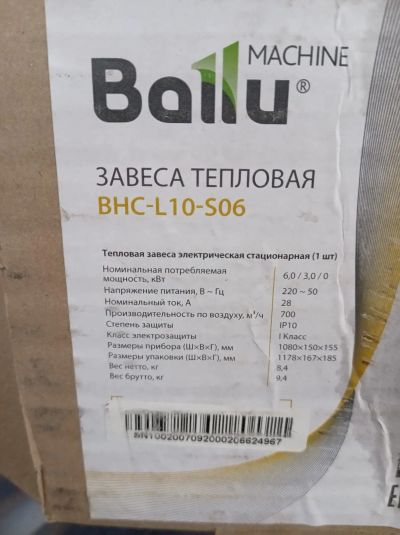 MACHINE
Ballu®
ЗАВЕСА ТЕПЛОВАЯ
BHC-L10-S06
Тепловая завеса электрическая стационарная (1 шт)
Номинальная потребляемая
мощность, кВт 6,0 / 3,0 / 0
Напряжение питания, В ~ Гц 220 ~ 50
Номинальный ток, А 28
Производительность по воздуху, м³/ч 700
Степень защиты IP10
Класс электрозащиты I Класс
Размеры прибора (Ш×В×Г), мм 1080×150×155
Размеры упаковки (Ш×В×Г), мм 1178×167×185
Вес нетто, кг 8,4
Вес брутто, кг 9,4